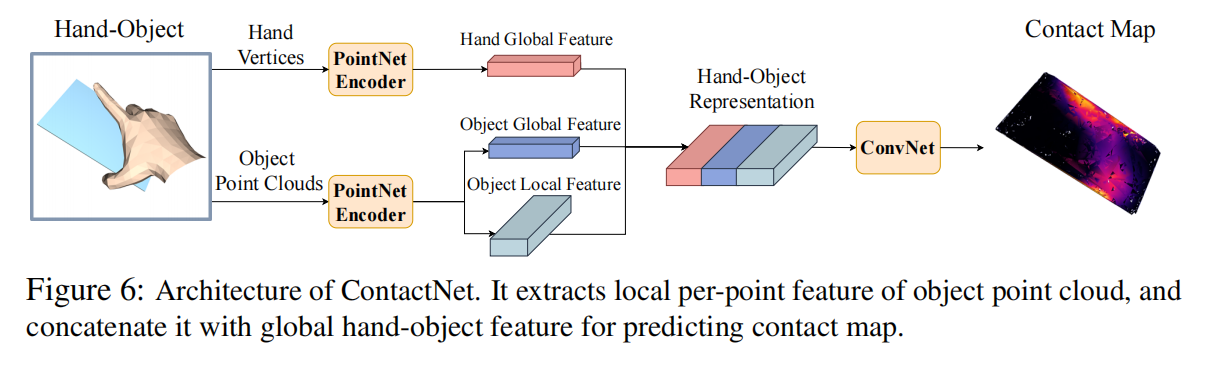 Hand-Object
Hand
Vertices
PointNet
Encoder
Hand Global Feature
Object
Point Clouds
PointNet
Encoder
Object Global Feature
Object Local Feature
Hand-Object
Representation
ConvNet
Contact Map
Figure 6: Architecture of ContactNet. It extracts local per-point feature of object point cloud, and
concatenate it with global hand-object feature for predicting contact map.